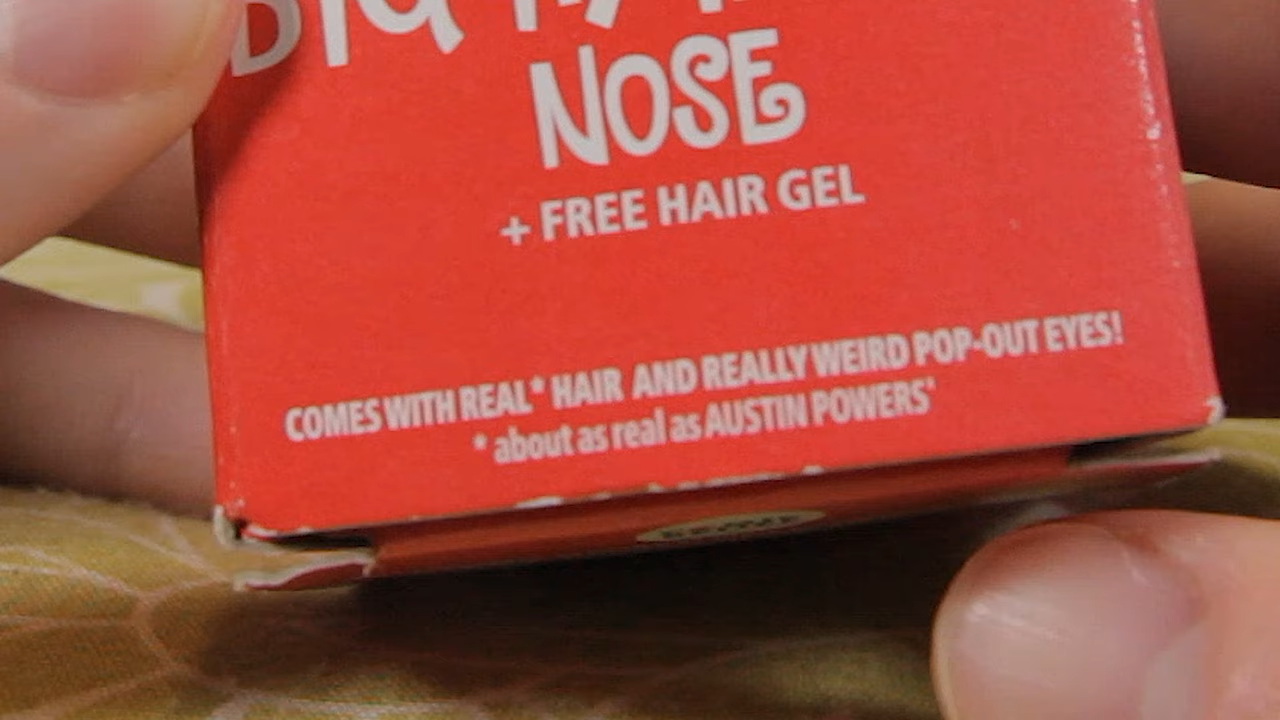 BIG
NOSE
+ FREE HAIR GEL
COMES WITH REAL* HAIR AND REALLY WEIRD POP-OUT EYES!
* about as real as AUSTIN POWERS'